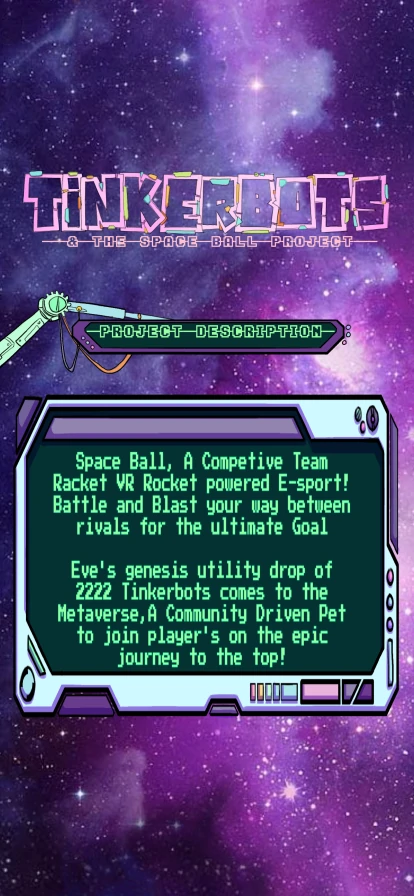 TiNKERBOTS
& THE SPACE BALL PROJECT
PROJECT DESCRIPTION
Space Ball, A Competive Team
Racket VR Rocket powered E-sport!
Battle and Blast your way between
rivals for the ultimate Goal
Eve's genesis utility drop of
2222 Tinkerbots comes to the
Metaverse,A Community Driven Pet
to join player's on the epic
journey to the top!